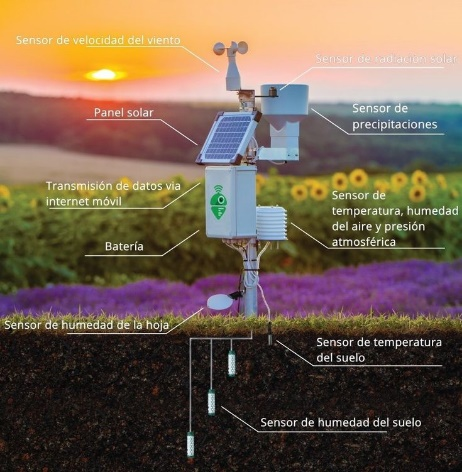 Sensor de velocidad del viento
Sensor de radiación solar
Panel solar
Sensor de
precipitaciones
Transmisión de datos via
internet móvil
Sensor de
temperatura, humedad
del aire y presión
atmosférica
Batería
Sensor de humedad de la hoja
Sensor de temperatura
del suelo
Sensor de humedad del suelo